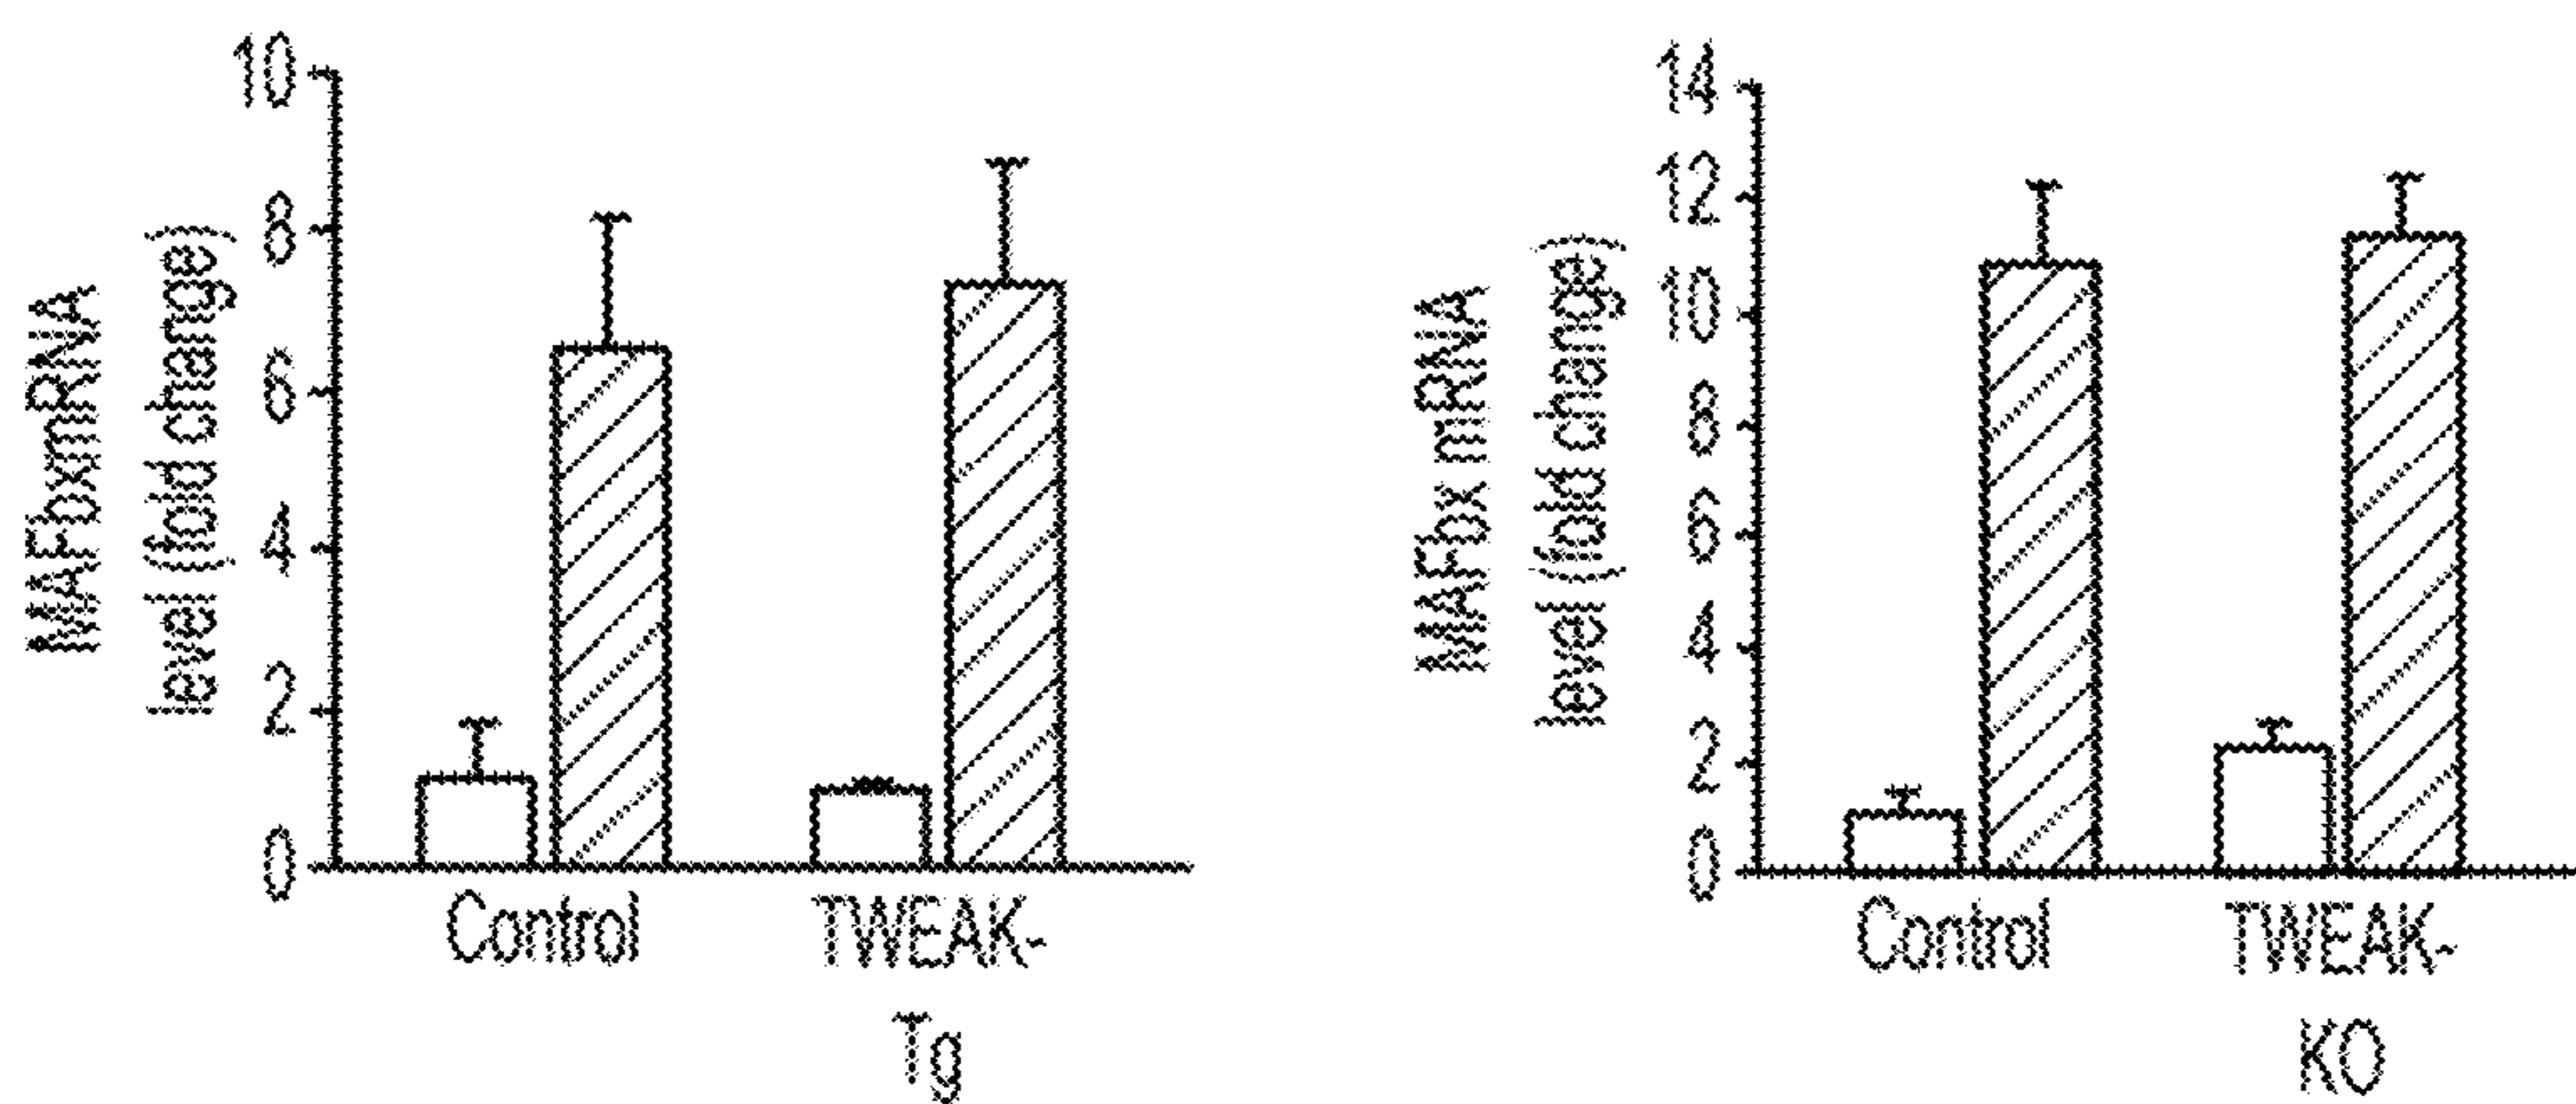 MAFbxmRNA
level (fold change)
10
8
6
4
2
0
Control
TWEAK-
Tg
MAFbx mRNA
level (fold change)
14
12
10
8
6
4
2
0
Control
TWEAK-
KO